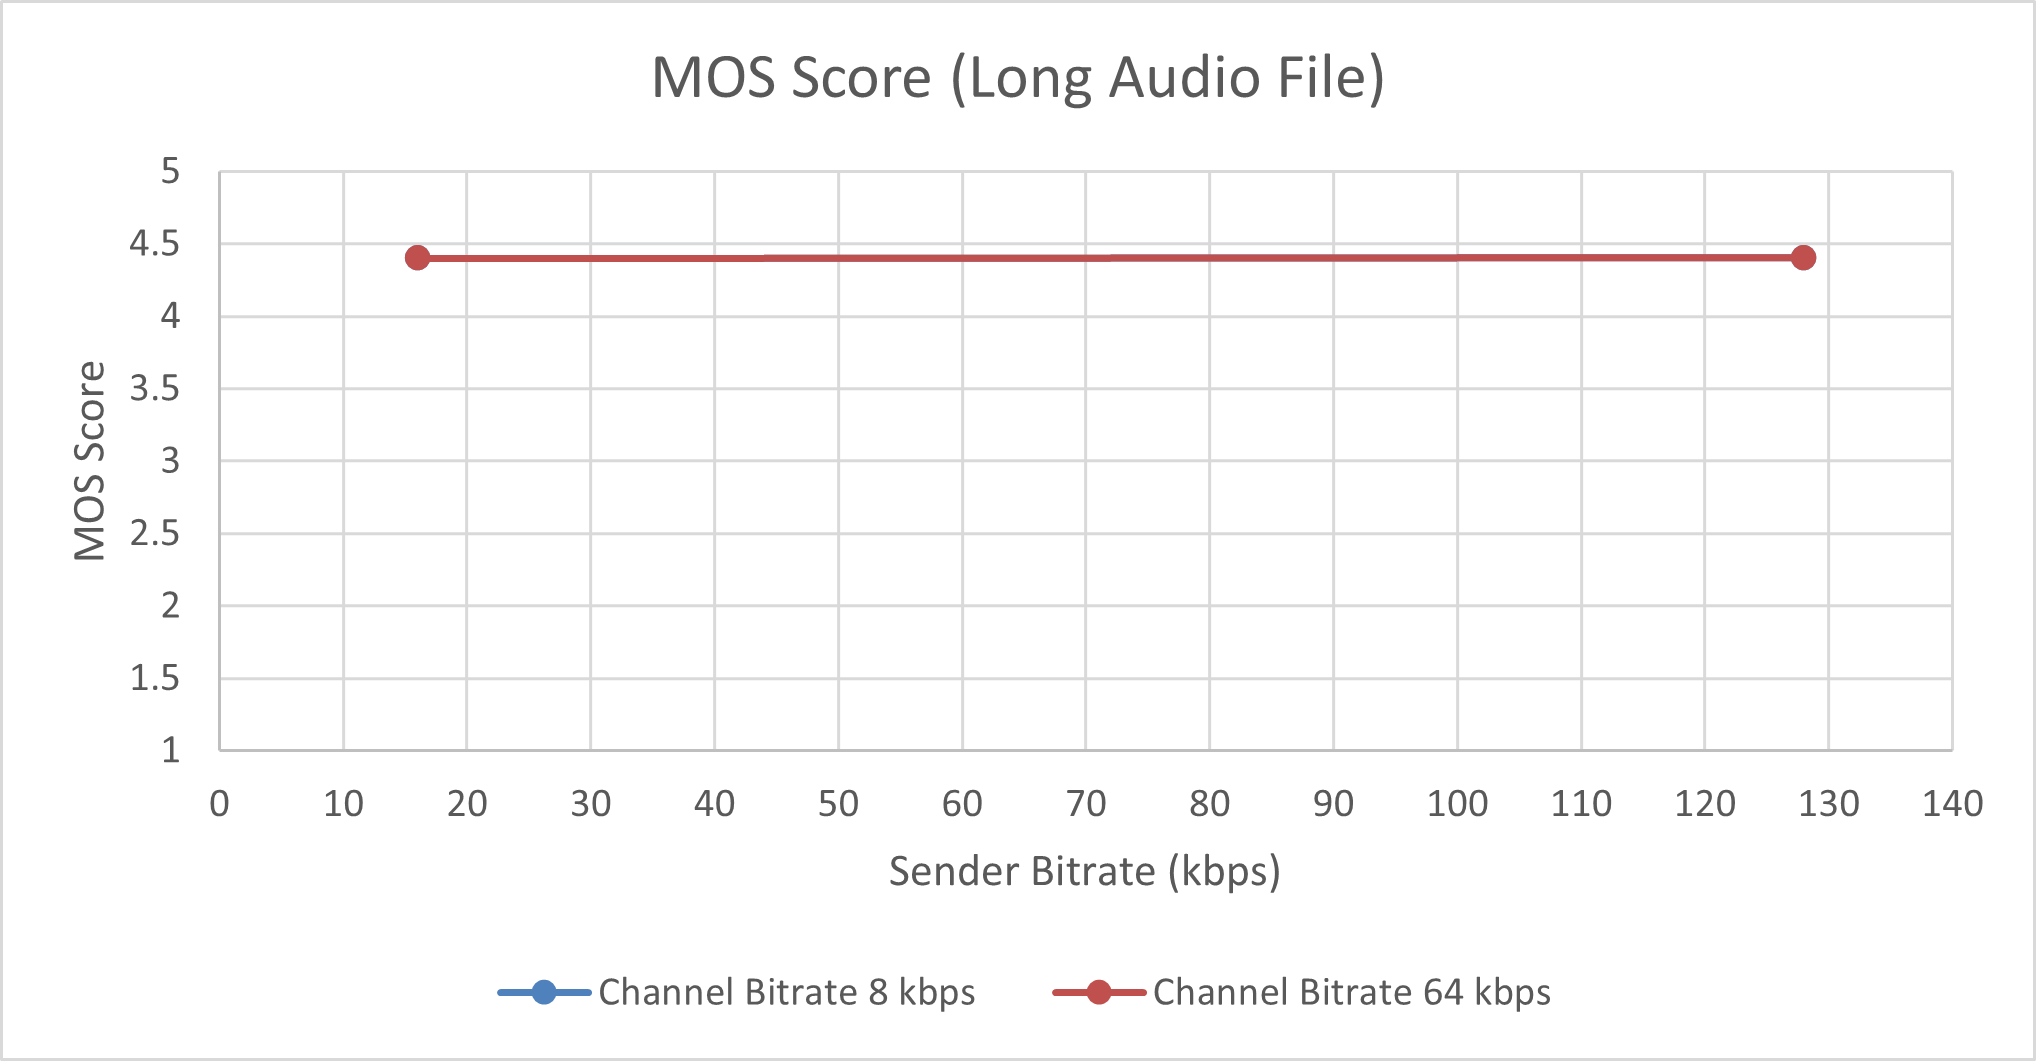 MOS Score (Long Audio File)
5
4.5
4
3.5
3
2.5
2
1.5
1
MOS Score
0 10 20 30 40 50 60 70 80 90 100 110 120 130 140
Sender Bitrate (kbps)
Channel Bitrate 8 kbps Channel Bitrate 64 kbps